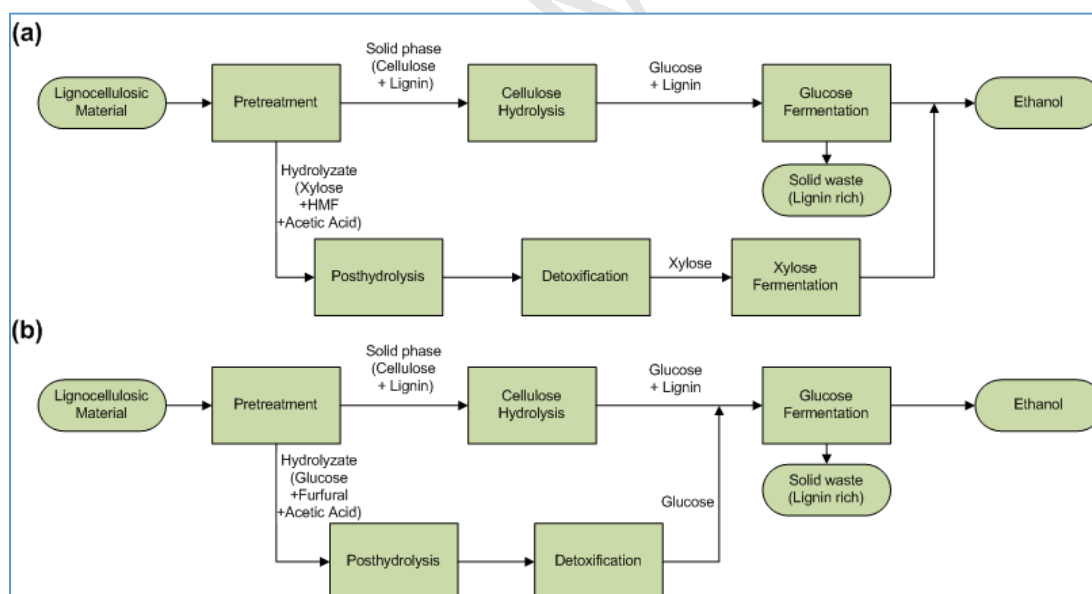 (a)
Solid phase
(Cellulose
+ Lignin)
Glucose
+ Lignin
Lignocellulosic
Material
Pretreatment
Cellulose
Hydrolysis
Glucose
Fermentation
Ethanol
Hydrolyzate
(Xylose
+HMF
+Acetic Acid)
Solid waste
(Lignin rich)
Posthydrolysis
Detoxification
Xylose
Xylose
Fermentation
(b)
Solid phase
(Cellulose
+ Lignin)
Glucose
+ Lignin
Lignocellulosic
Material
Pretreatment
Cellulose
Hydrolysis
Glucose
Fermentation
Ethanol
Hydrolyzate
(Glucose
+Furfural
+Acetic Acid)
Solid waste
(Lignin rich)
Glucose
Posthydrolysis
Detoxification